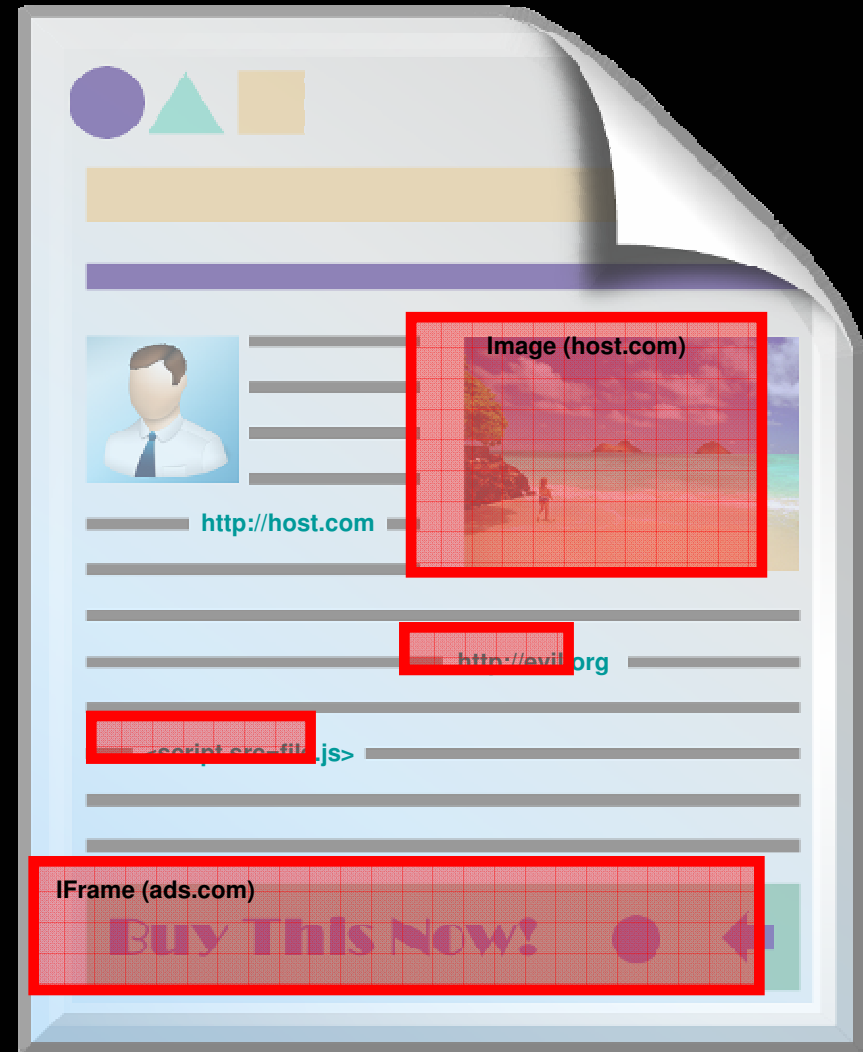 Image (host.com)
http://host.com
http://evil.org
<script src=file.js>
IFrame (ads.com)
Buy This Now!